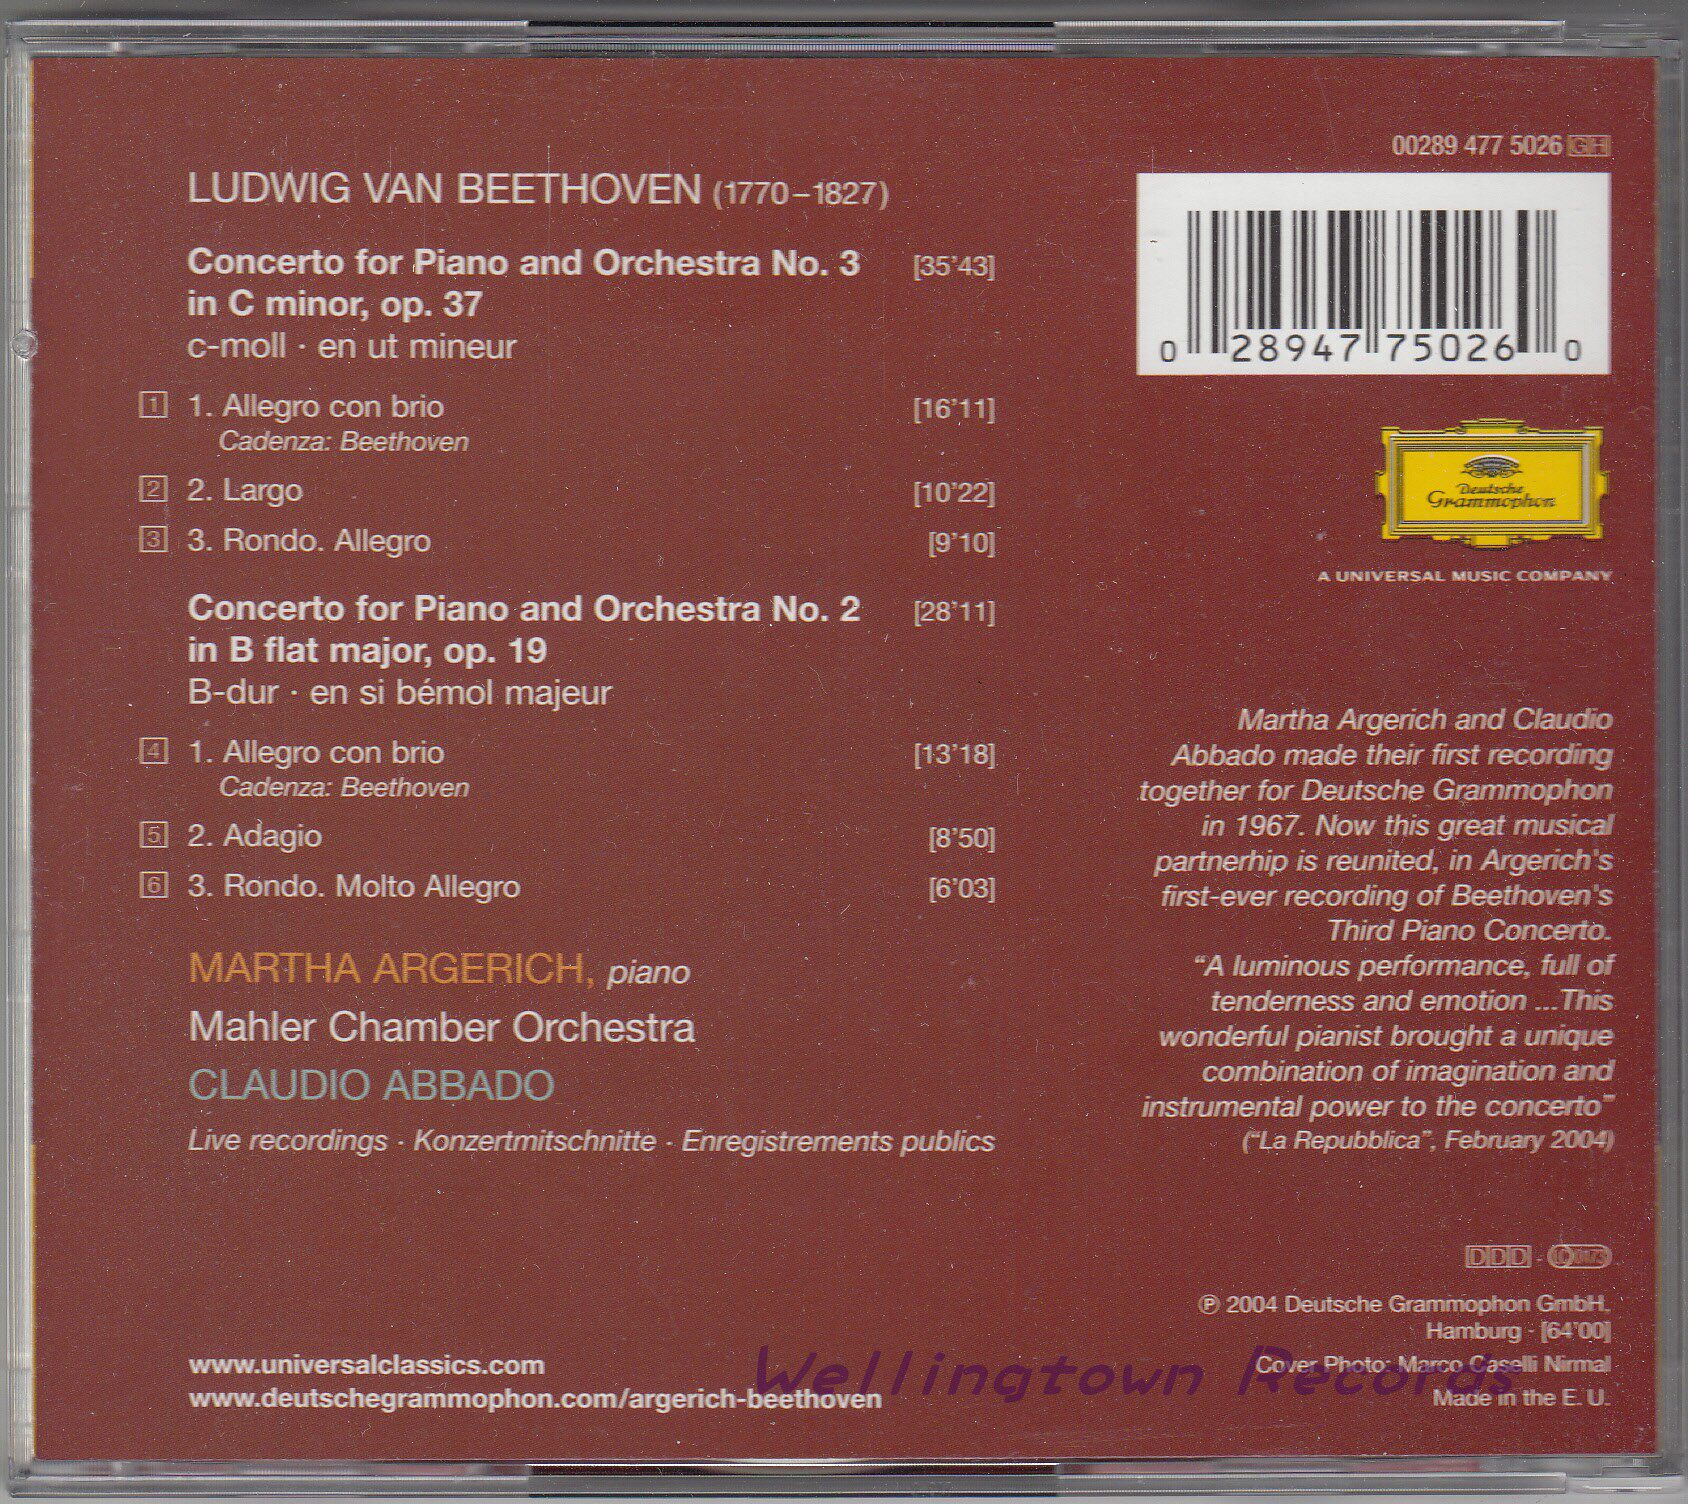 00289 477 5026 GH
LUDWIG VAN BEETHOVEN (1770–1827)
Concerto for Piano and Orchestra No. 3 [35'43]
in C minor, op. 37
c-moll · en ut mineur
1 1. Allegro con brio [16'11]
Cadenza: Beethoven
2 2. Largo [10'22]
3 3. Rondo. Allegro [9'10]
Concerto for Piano and Orchestra No. 2 [28'11]
in B flat major, op. 19
B-dur · en si bémol majeur
4 1. Allegro con brio [13'18]
Cadenza: Beethoven
5 2. Adagio [8'50]
6 3. Rondo. Molto Allegro [6'03]
MARTHA ARGERICH, piano
Mahler Chamber Orchestra
CLAUDIO ABBADO
Live recordings · Konzertmitschnitte · Enregistrements publics
www.universalclassics.com
www.deutschegrammophon.com/argerich-beethoven
0 28947 75026 0
Deutsche
Grammophon
A UNIVERSAL MUSIC COMPANY
Martha Argerich and Claudio
Abbado made their first recording
together for Deutsche Grammophon
in 1967. Now this great musical
partnerhip is reunited, in Argerich's
first-ever recording of Beethoven's
Third Piano Concerto.
“A luminous performance, full of
tenderness and emotion ...This
wonderful pianist brought a unique
combination of imagination and
instrumental power to the concerto”
(“La Repubblica”, February 2004)
DDD
℗ 2004 Deutsche Grammophon GmbH,
Hamburg · [64'00]
Cover Photo: Marco Caselli Nirmal
Made in the E. U.
Wellingtown Records